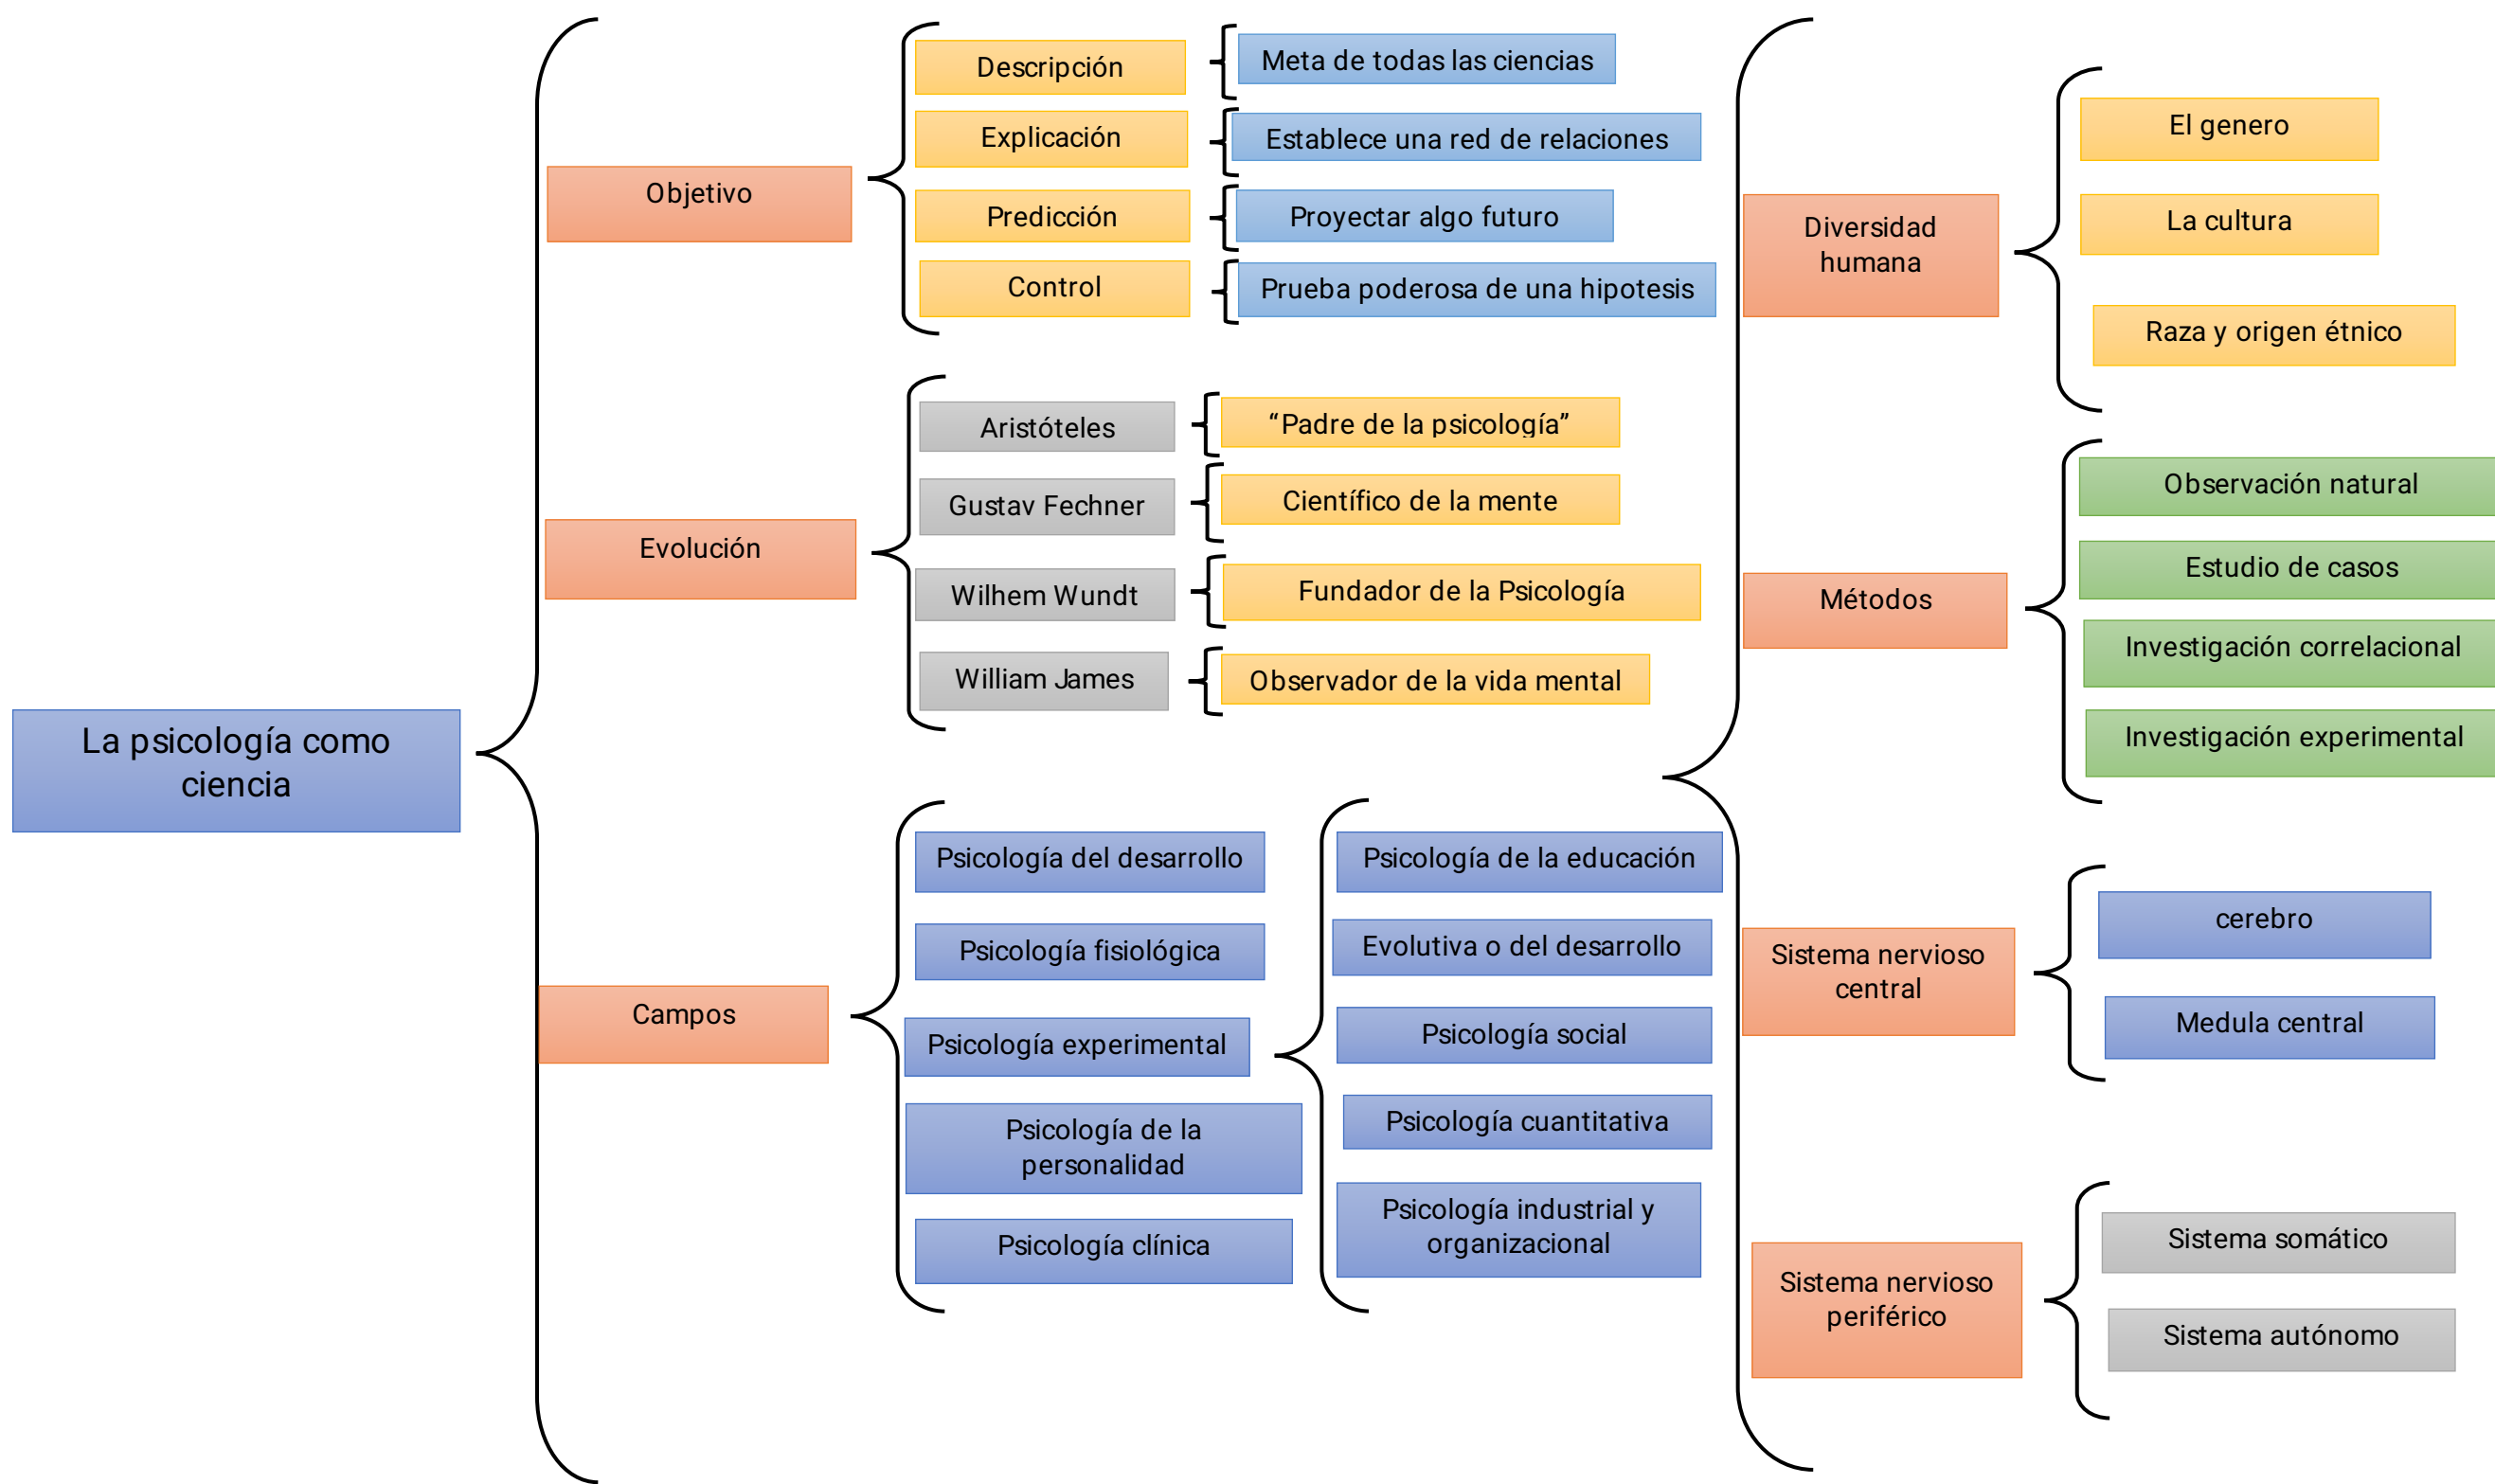 La psicología como
ciencia
Objetivo
Descripción
Meta de todas las ciencias
Explicación
Establece una red de relaciones
Predicción
Proyectar algo futuro
Control
Prueba poderosa de una hipotesis
Evolución
Aristóteles
“Padre de la psicología”
Gustav Fechner
Científico de la mente
Wilhem Wundt
Fundador de la Psicología
William James
Observador de la vida mental
Campos
Psicología del desarrollo
Psicología fisiológica
Psicología experimental
Psicología de la
personalidad
Psicología clínica
Psicología de la educación
Evolutiva o del desarrollo
Psicología social
Psicología cuantitativa
Psicología industrial y
organizacional
Diversidad
humana
El genero
La cultura
Raza y origen étnico
Métodos
Observación natural
Estudio de casos
Investigación correlacional
Investigación experimental
Sistema nervioso
central
cerebro
Medula central
Sistema nervioso
periférico
Sistema somático
Sistema autónomo